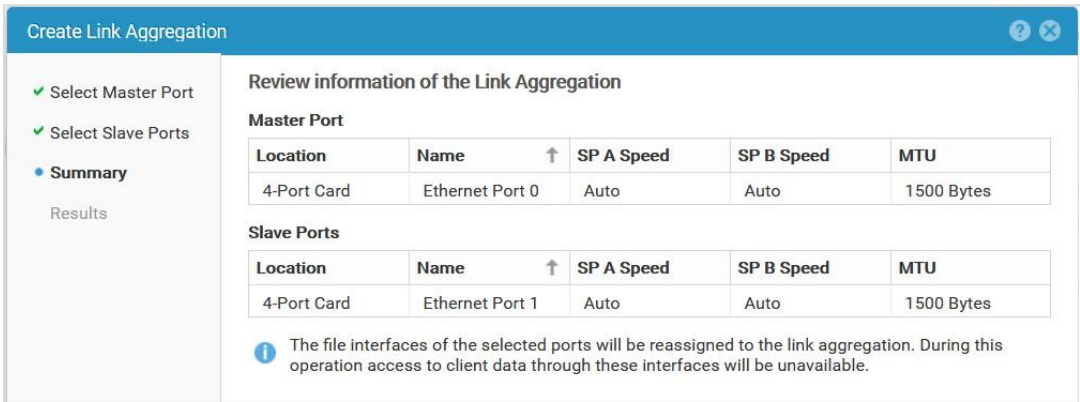 Create Link Aggregation
Select Master Port
Select Slave Ports
Summary
Results
Review information of the Link Aggregation
Master Port
Location Name SP A Speed SP B Speed MTU
4-Port Card Ethernet Port 0 Auto Auto 1500 Bytes
Slave Ports
Location Name SP A Speed SP B Speed MTU
4-Port Card Ethernet Port 1 Auto Auto 1500 Bytes
The file interfaces of the selected ports will be reassigned to the link aggregation. During this
operation access to client data through these interfaces will be unavailable.